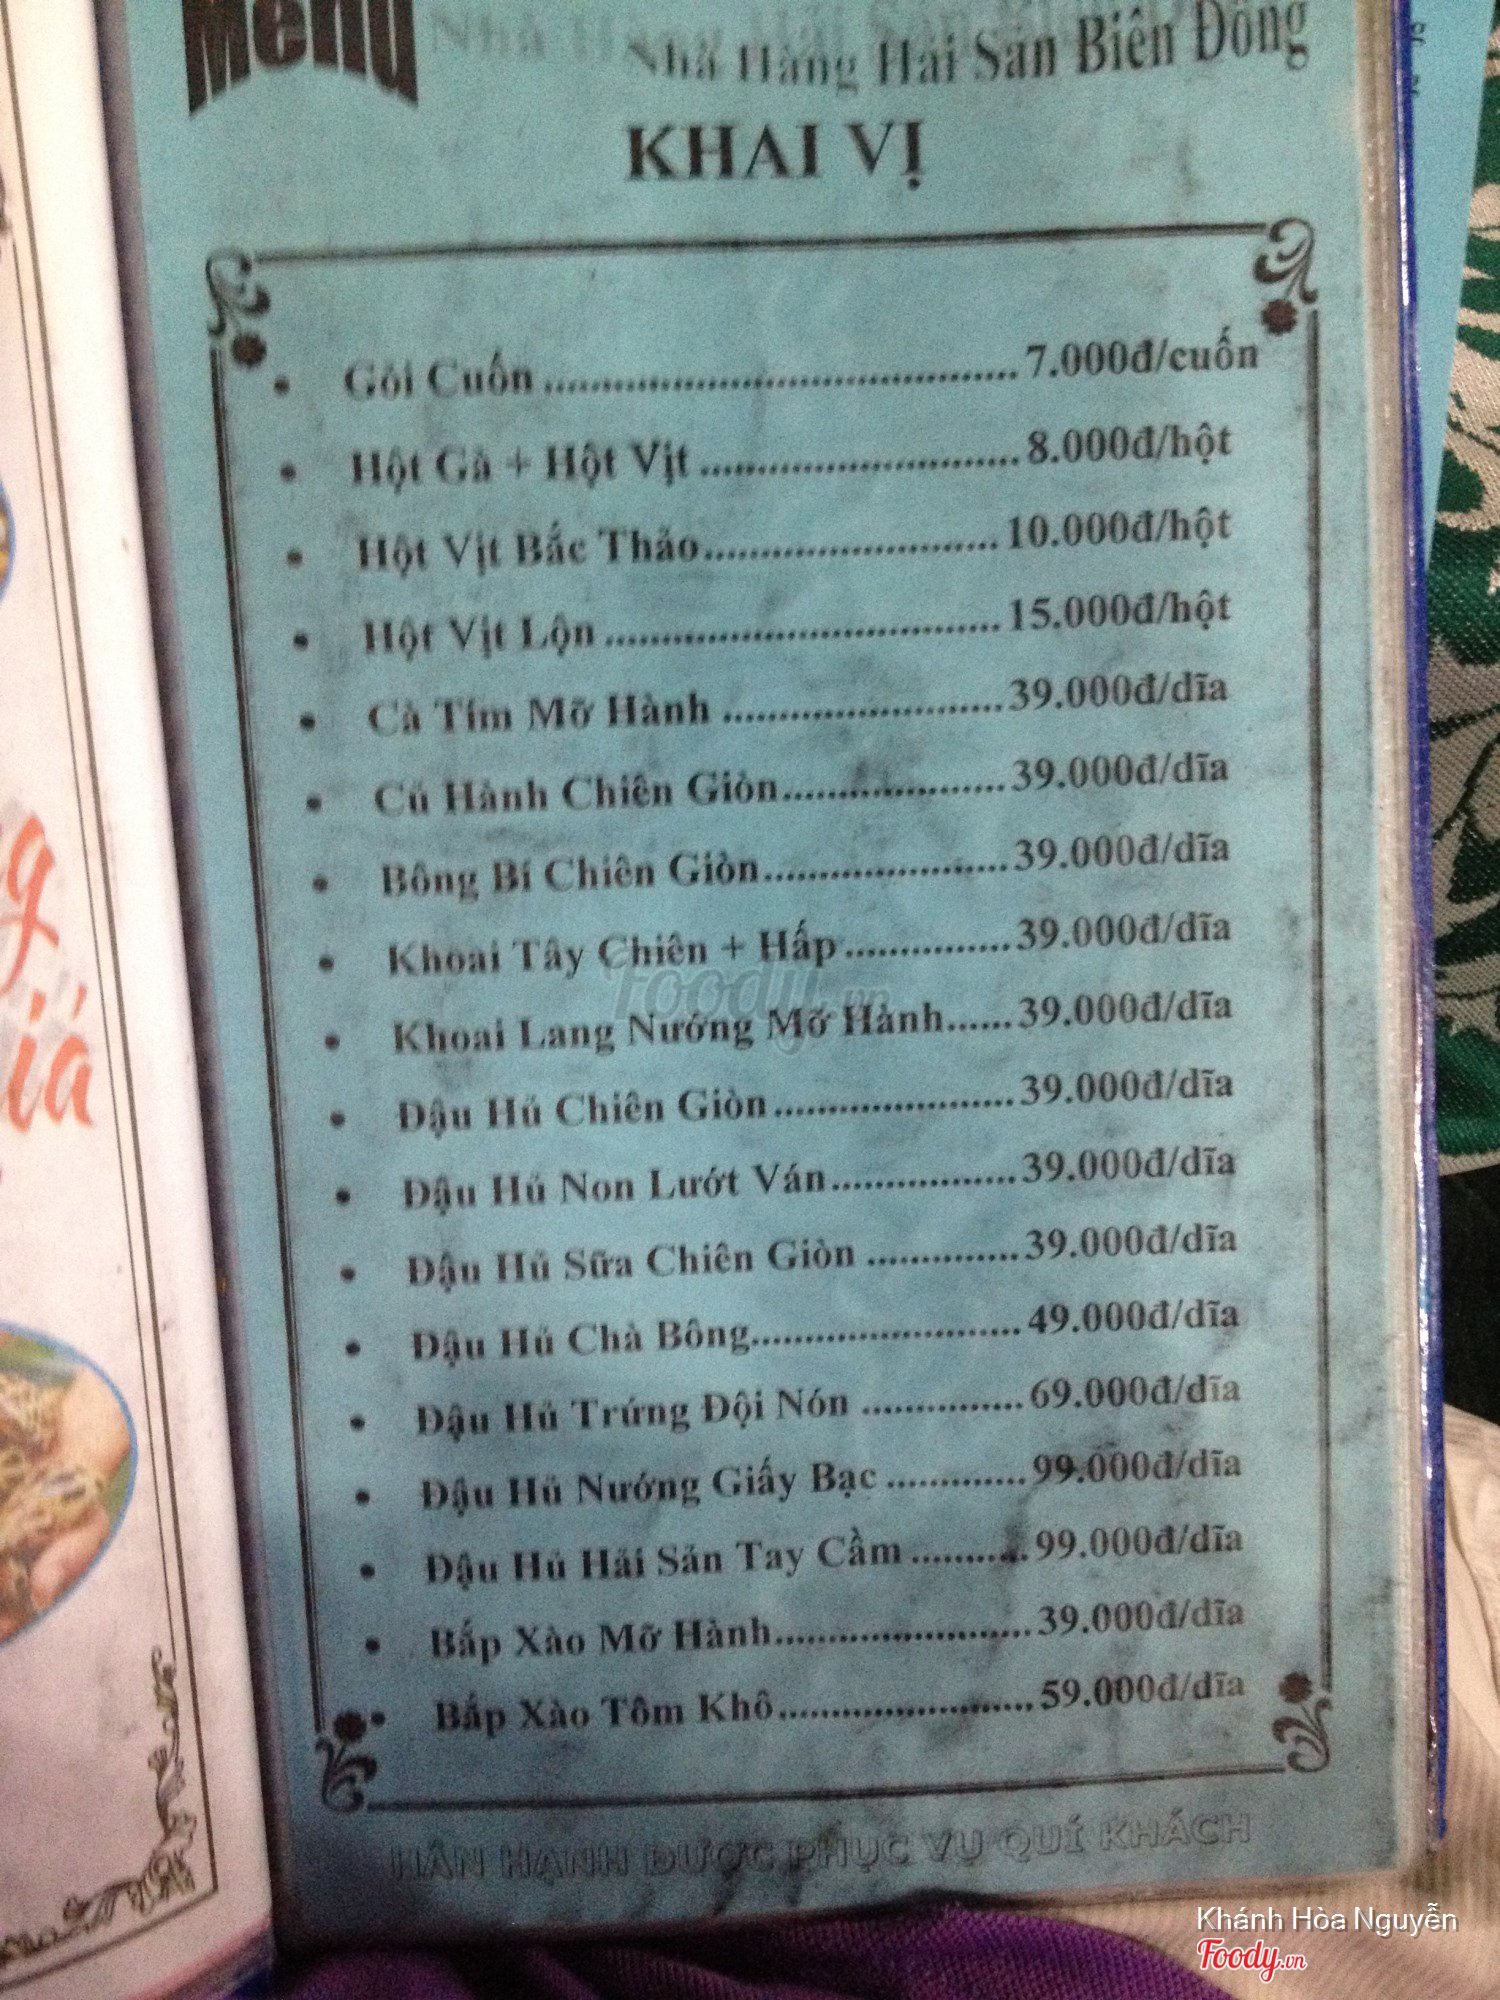 Menu
Nhà Hàng Hải Sản Biển Đông
KHAI VỊ
• Gỏi Cuốn ........ 7.000đ/cuốn
• Hột Gà + Hột Vịt ........ 8.000đ/hột
• Hột Vịt Bắc Thảo ........ 10.000đ/hột
• Hột Vịt Lộn ........ 15.000đ/hột
• Cà Tím Mỡ Hành ........ 39.000đ/dĩa
• Củ Hành Chiên Giòn ........ 39.000đ/dĩa
• Bông Bí Chiên Giòn ........ 39.000đ/dĩa
• Khoai Tây Chiên + Hấp ........ 39.000đ/dĩa
• Khoai Lang Nướng Mỡ Hành ...... 39.000đ/dĩa
• Đậu Hủ Chiên Giòn ........ 39.000đ/dĩa
• Đậu Hủ Non Lướt Ván ........ 39.000đ/dĩa
• Đậu Hủ Sữa Chiên Giòn ........ 39.000đ/dĩa
• Đậu Hủ Chà Bông ........ 49.000đ/dĩa
• Đậu Hủ Trứng Đội Nón ........ 69.000đ/dĩa
• Đậu Hủ Nướng Giấy Bạc ........ 99.000đ/dĩa
• Đậu Hủ Hải Sản Tay Cầm ........ 99.000đ/dĩa
• Bắp Xào Mỡ Hành ........ 39.000đ/dĩa
• Bắp Xào Tôm Khô ........ 59.000đ/dĩa
HÂN HẠNH ĐƯỢC PHỤC VỤ QUÍ KHÁCH
Foody.vn
Khánh Hòa Nguyễn
Foody.vn